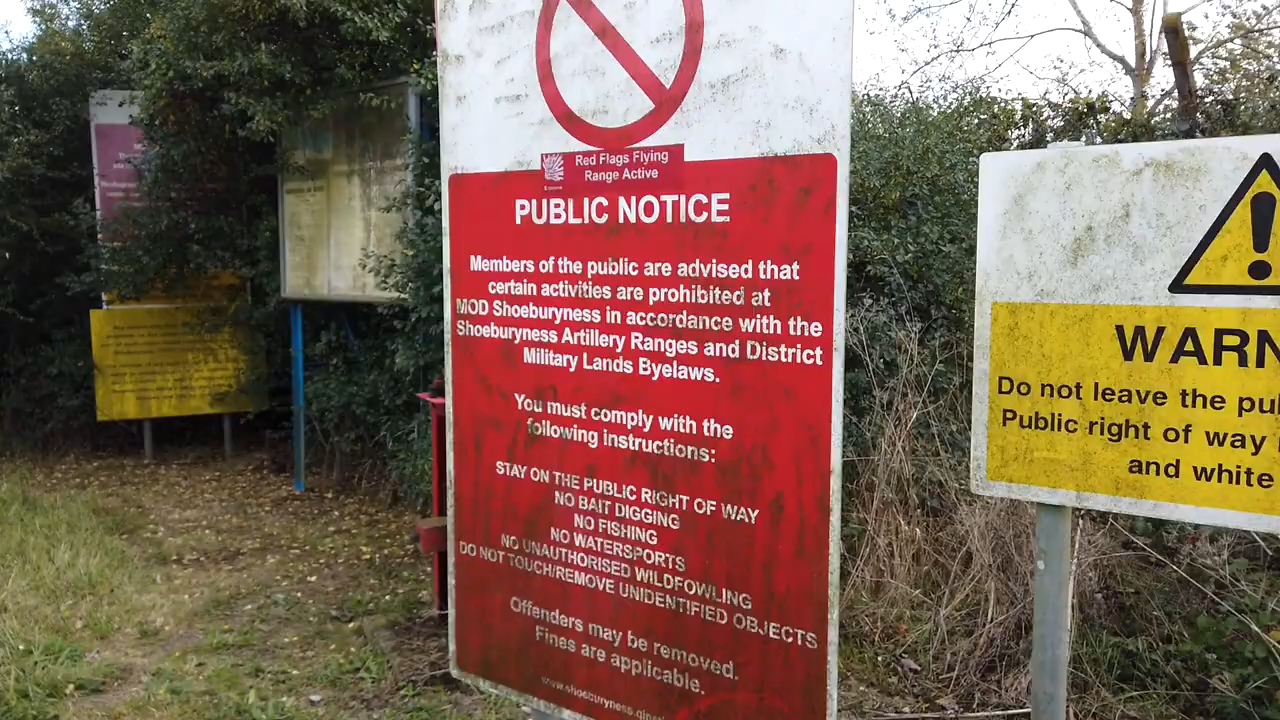 Red Flags Flying
Range Active
PUBLIC NOTICE
Members of the public are advised that
certain activities are prohibited at
MOD Shoeburyness in accordance with the
Shoeburyness Artillery Ranges and District
Military Lands Byelaws.
You must comply with the
following instructions:
STAY ON THE PUBLIC RIGHT OF WAY
NO BAIT DIGGING
NO FISHING
NO WATERSPORTS
NO UNAUTHORISED WILDFOWLING
DO NOT TOUCH/REMOVE UNIDENTIFIED OBJECTS
Offenders may be removed.
Fines are applicable.
WARN
Do not leave the pu
Public right of way
and white